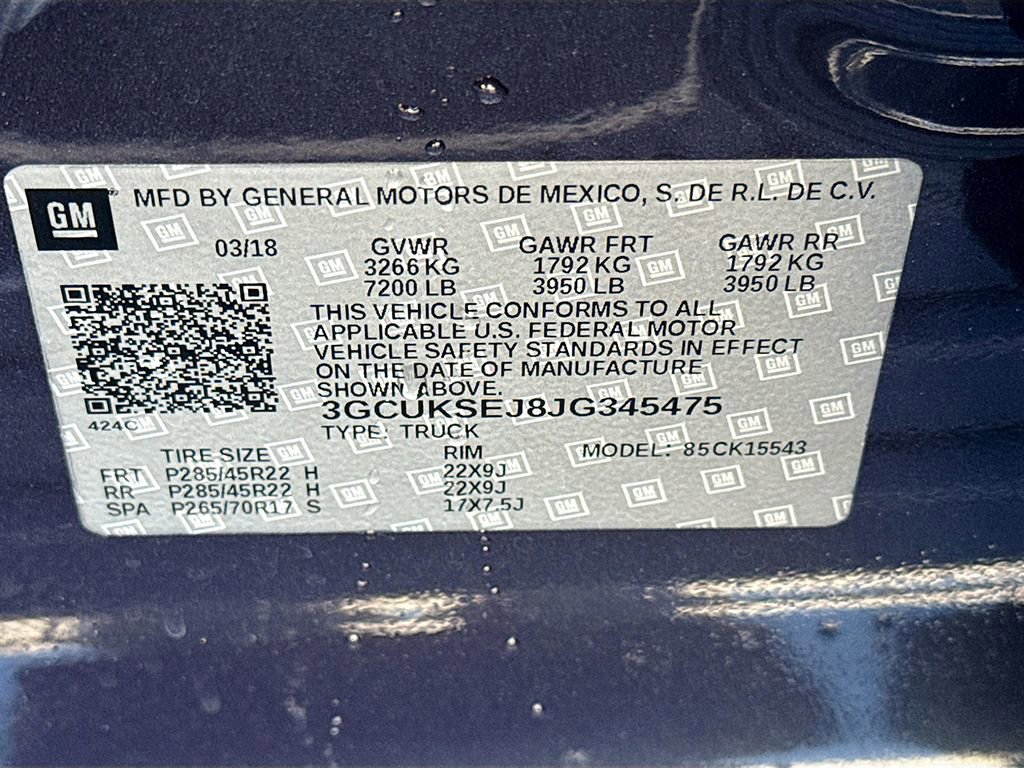 GM MFD BY GENERAL MOTORS DE MEXICO, S. DE R.L. DE C.V.
03/18 GVWR GAWR FRT GAWR RR
3266 KG 1792 KG 1792 KG
7200 LB 3950 LB 3950 LB
THIS VEHICLE CONFORMS TO ALL
APPLICABLE U.S. FEDERAL MOTOR
VEHICLE SAFETY STANDARDS IN EFFECT
ON THE DATE OF MANUFACTURE
SHOWN ABOVE.
3GCUKSEJ8JG345475
424C
TYPE: TRUCK
TIRE SIZE RIM MODEL: 85CK15543
FRT P285/45R22 H 22X9J
RR P285/45R22 H 22X9J
SPA P265/70R17 S 17X7.5J